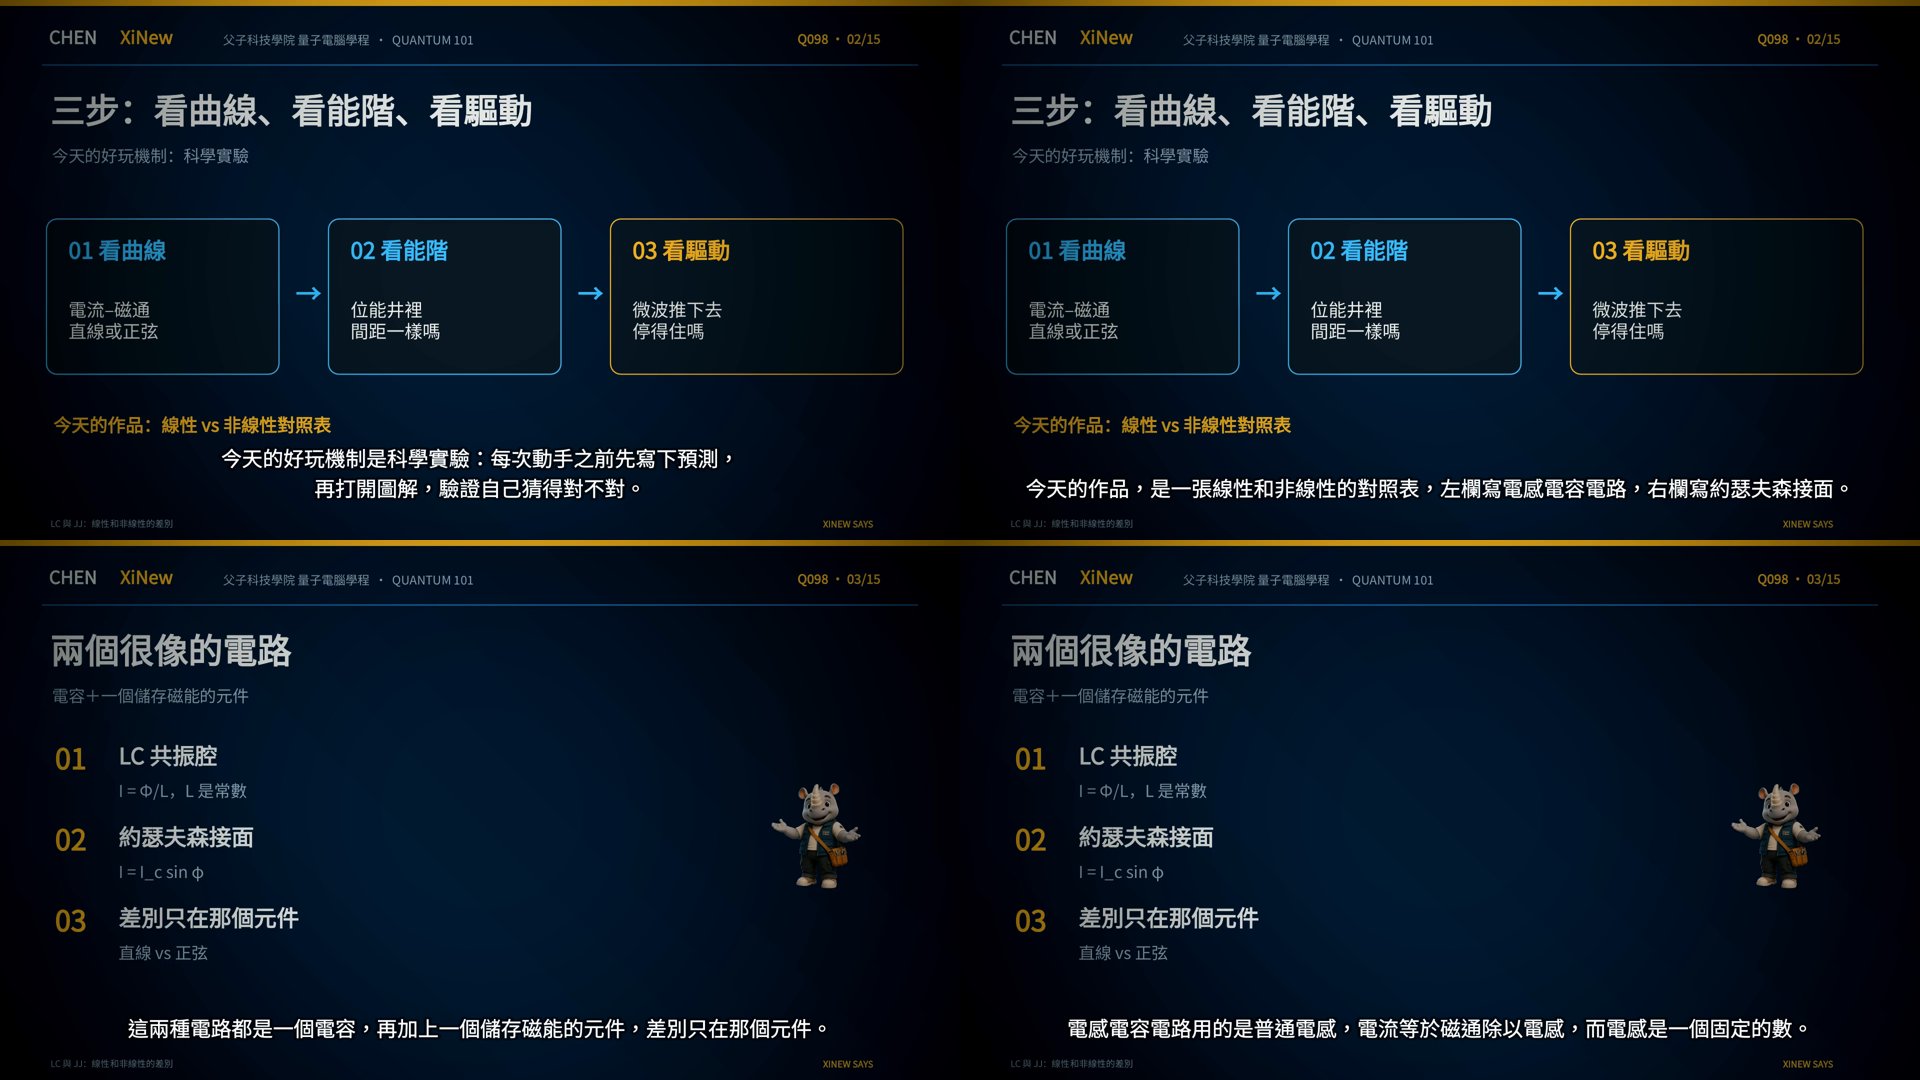 CHEN XiNew 父子科技學院 量子電腦學程 · QUANTUM 101 Q098 · 02/15
三步：看曲線、看能階、看驅動
今天的好玩機制：科學實驗
01 看曲線
電流–磁通
直線或正弦
→
02 看能階
位能井裡
間距一樣嗎
→
03 看驅動
微波推下去
停得住嗎
今天的作品：線性 vs 非線性對照表
今天的好玩機制是科學實驗：每次動手之前先寫下預測，
再打開圖解，驗證自己猜得對不對。
LC 與 JJ：線性和非線性的差別 XINEW SAYS
CHEN XiNew 父子科技學院 量子電腦學程 · QUANTUM 101 Q098 · 02/15
三步：看曲線、看能階、看驅動
今天的好玩機制：科學實驗
01 看曲線
電流–磁通
直線或正弦
→
02 看能階
位能井裡
間距一樣嗎
→
03 看驅動
微波推下去
停得住嗎
今天的作品：線性 vs 非線性對照表
今天的作品，是一張線性和非線性的對照表，左欄寫電感電容電路，右欄寫約瑟夫森接面。
LC 與 JJ：線性和非線性的差別 XINEW SAYS
CHEN XiNew 父子科技學院 量子電腦學程 · QUANTUM 101 Q098 · 03/15
兩個很像的電路
電容＋一個儲存磁能的元件
01 LC 共振腔
I = Φ/L，L 是常數
02 約瑟夫森接面
I = I_c sin φ
03 差別只在那個元件
直線 vs 正弦
這兩種電路都是一個電容，再加上一個儲存磁能的元件，差別只在那個元件。
LC 與 JJ：線性和非線性的差別 XINEW SAYS
CHEN XiNew 父子科技學院 量子電腦學程 · QUANTUM 101 Q098 · 03/15
兩個很像的電路
電容＋一個儲存磁能的元件
01 LC 共振腔
I = Φ/L，L 是常數
02 約瑟夫森接面
I = I_c sin φ
03 差別只在那個元件
直線 vs 正弦
電感電容電路用的是普通電感，電流等於磁通除以電感，而電感是一個固定的數。
LC 與 JJ：線性和非線性的差別 XINEW SAYS